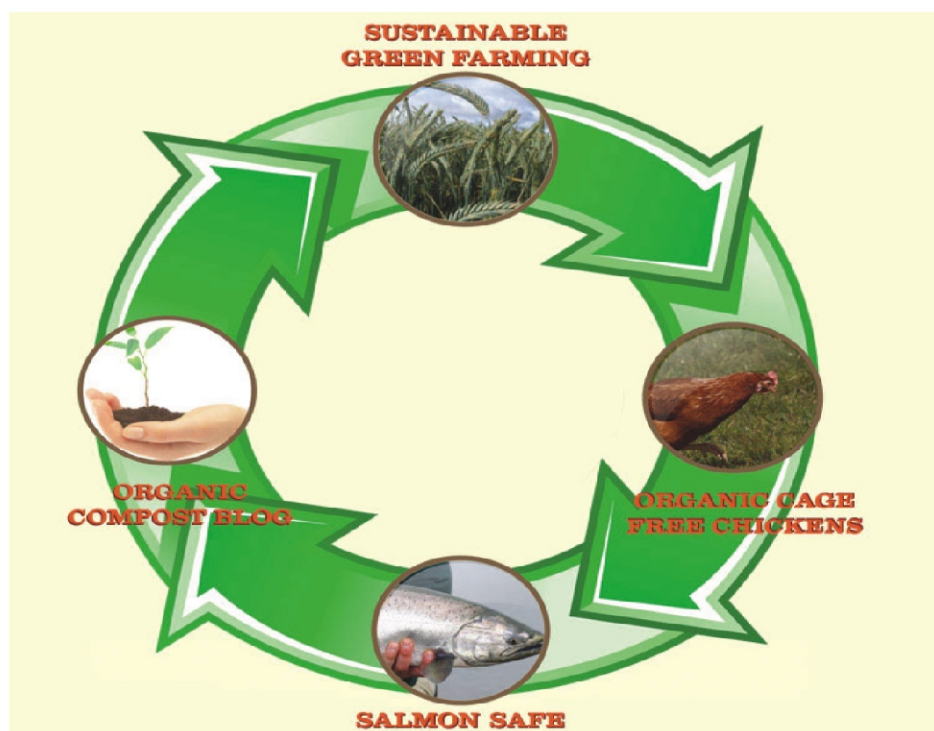 SUSTAINABLE
GREEN FARMING
ORGANIC
COMPOST BLOG
ORGANIC CAGE
FREE CHICKENS
SALMON SAFE